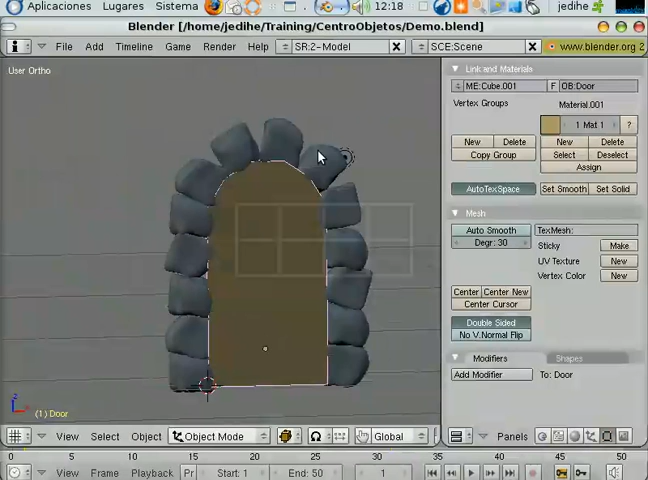 Aplicaciones Lugares Sistema 12:18 jedihe
Blender [/home/jedihe/CentroObjetos/Demo.blend]
File Add Timeline Game Render Help SR:2-Model SCE:Scene www.blender.org 2
User Ortho
Link and Materials
ME:Cube.001 F OB:Door
Vertex Groups Material.001
1 Mat 1 ?
New Delete New Delete
Copy Group Select Deselect
Assign
AutoTexSpace Set Smooth Set Solid
Mesh
Auto Smooth TexMesh:
Degr: 30 Sticky Make
UV Texture New
Vertex Color New
Center Center New
Center Cursor
Double Sided
No V.Normal Flip
Modifiers Shapes
Add Modifier To: Door
z
x
(1) Door
View Select Object Object Mode Global Panels
0 5 10 15 20 25 30 35 40 45 50
View Frame Playback Pr Start: 1 End: 50 1